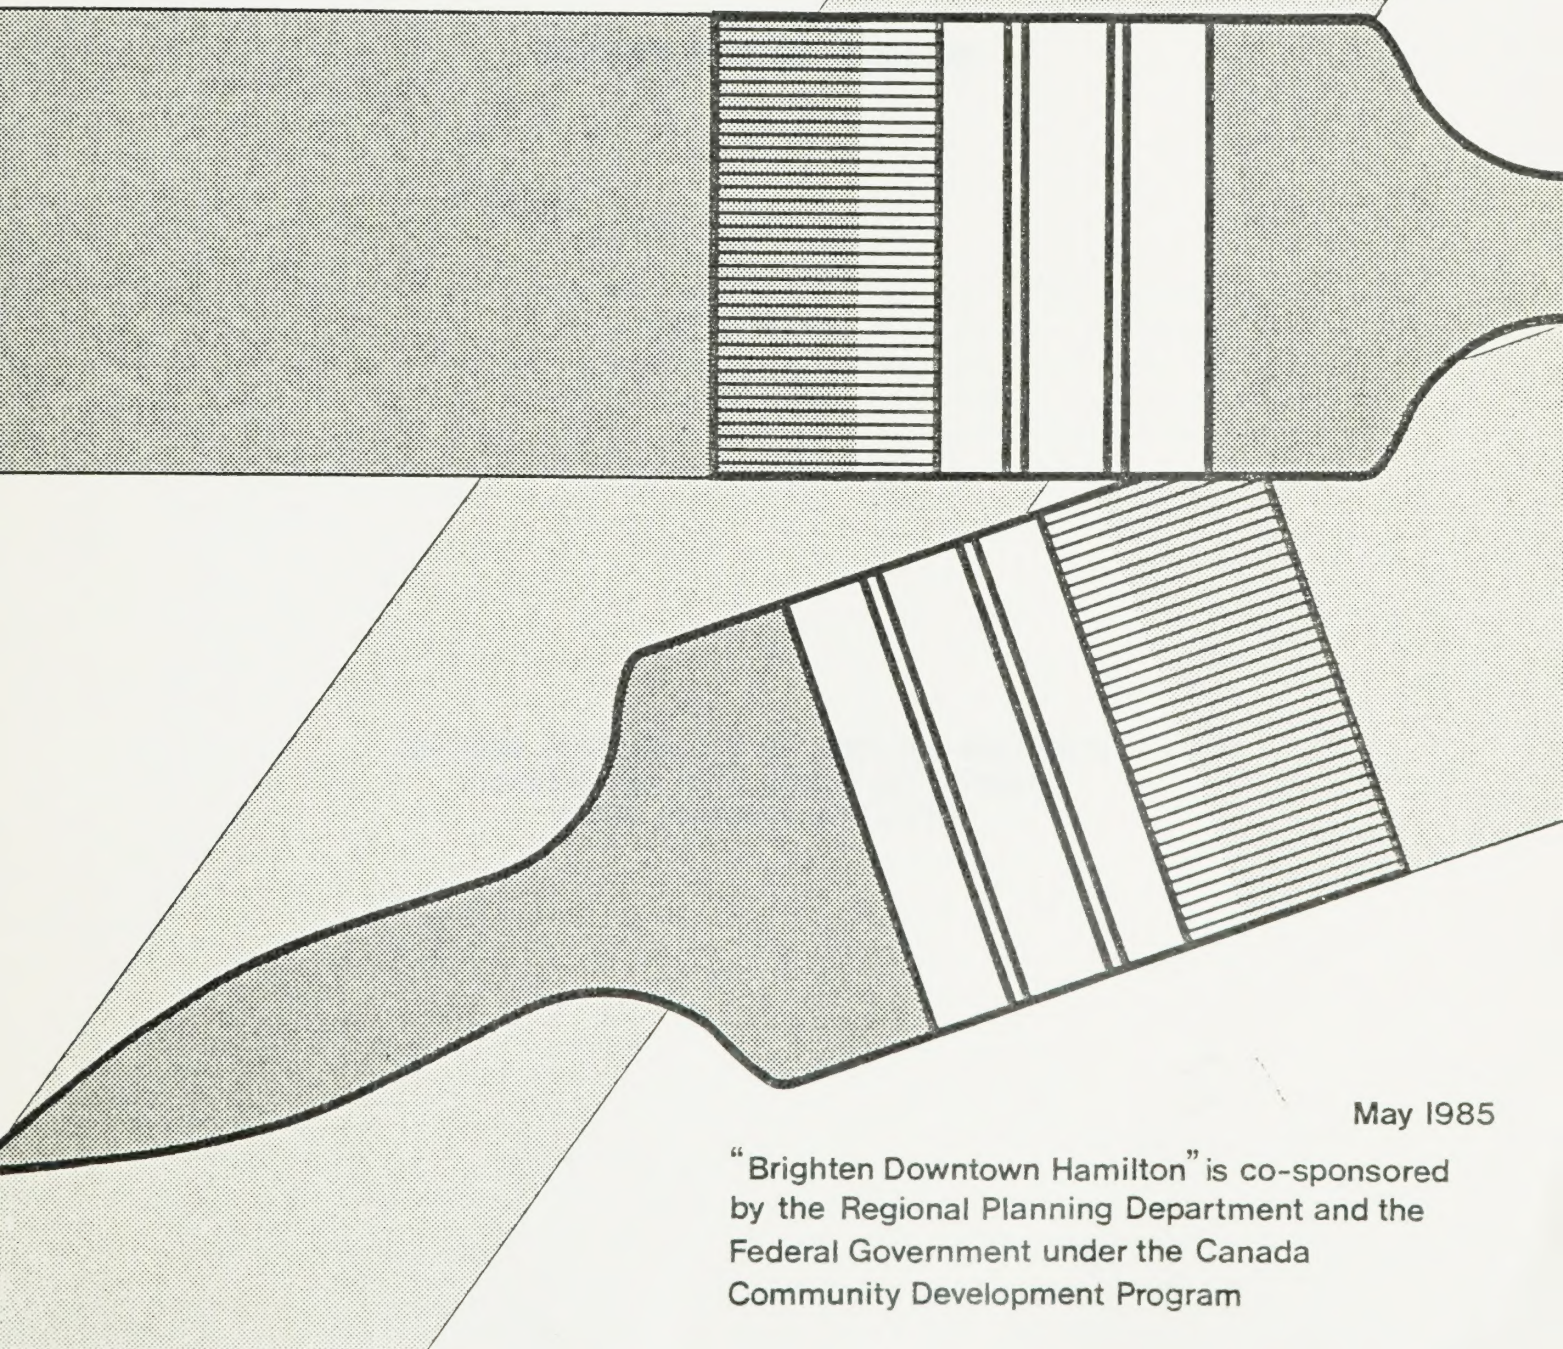 May 1985
“Brighten Downtown Hamilton” is co-sponsored
by the Regional Planning Department and the
Federal Government under the Canada
Community Development Program